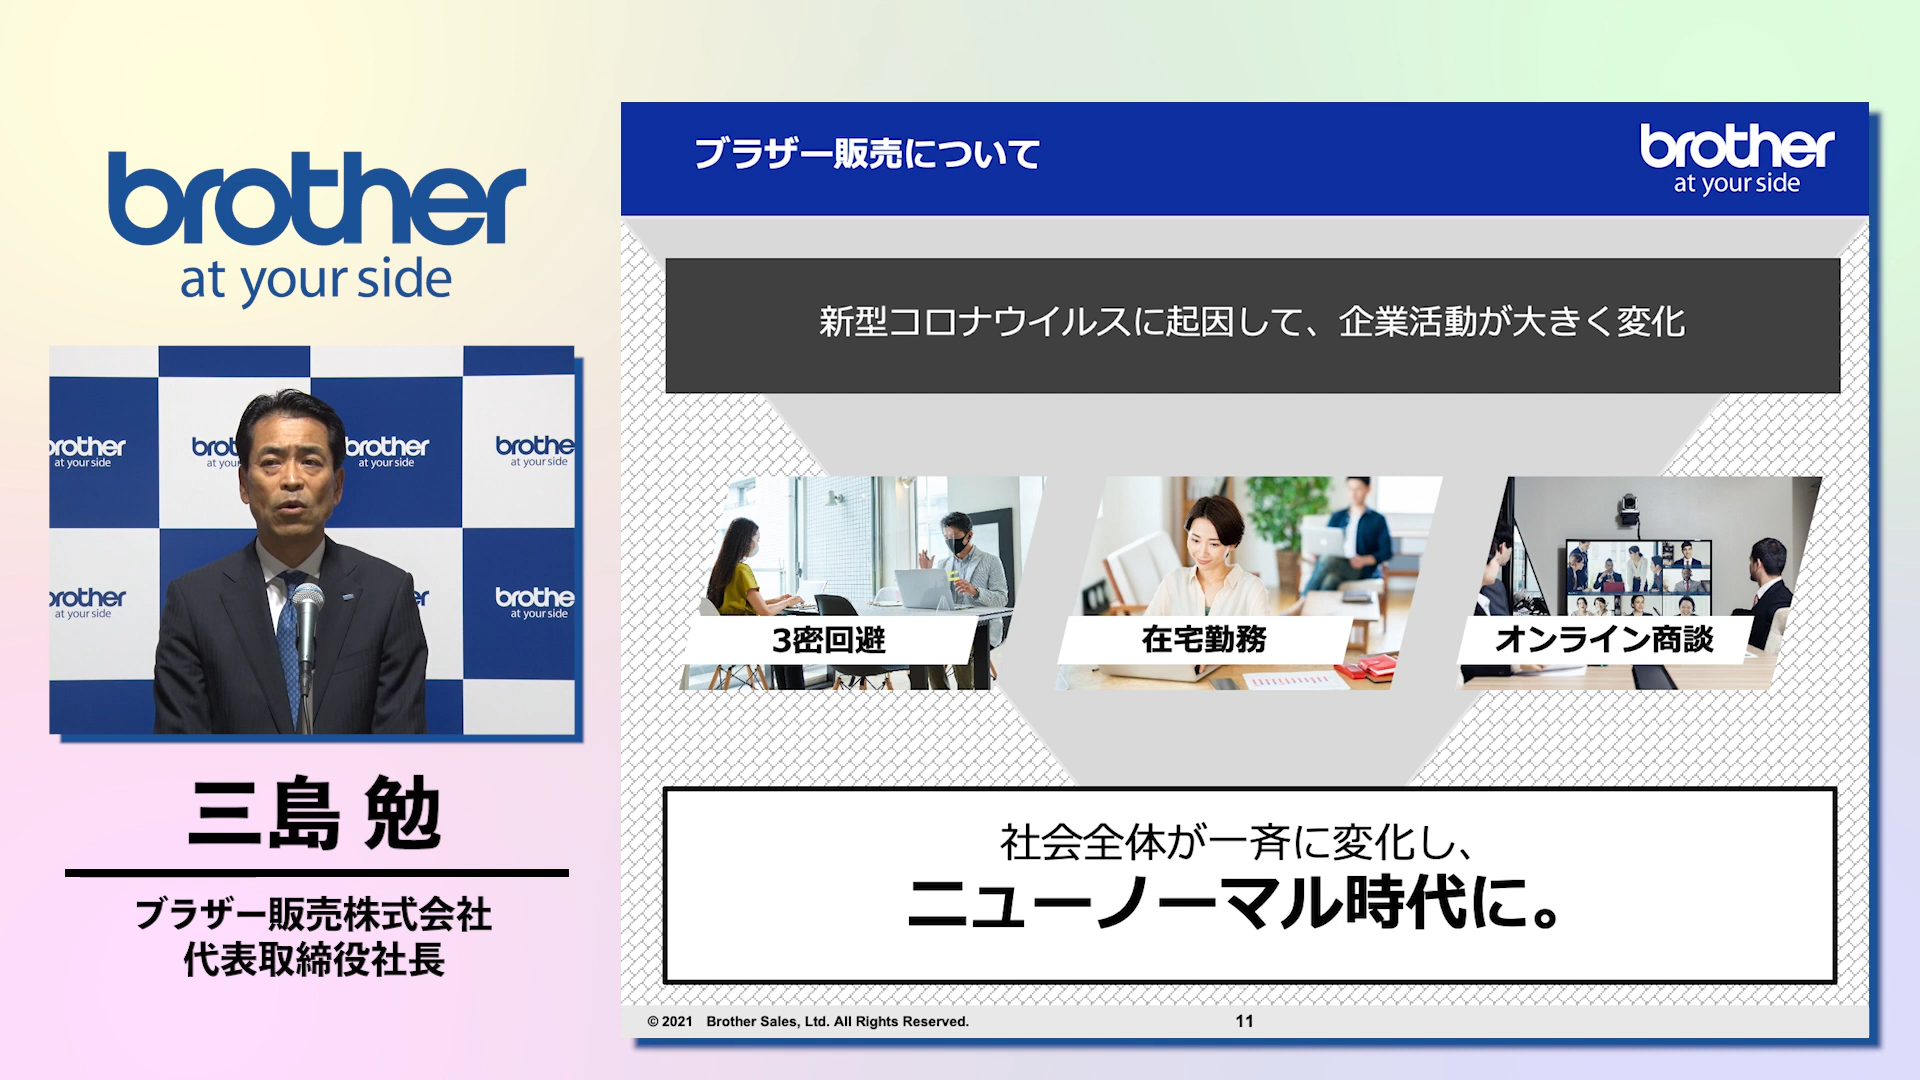 brother
at your side
brother
at your side
brother
at your side
brother
at your side
brother
at your side
三島 勉
ブラザー販売株式会社
代表取締役社長
ブラザー販売について
brother
at your side
新型コロナウイルスに起因して、企業活動が大きく変化
3密回避
在宅勤務
オンライン商談
社会全体が一斉に変化し、
ニューノーマル時代に。
© 2021 Brother Sales, Ltd. All Rights Reserved.
11